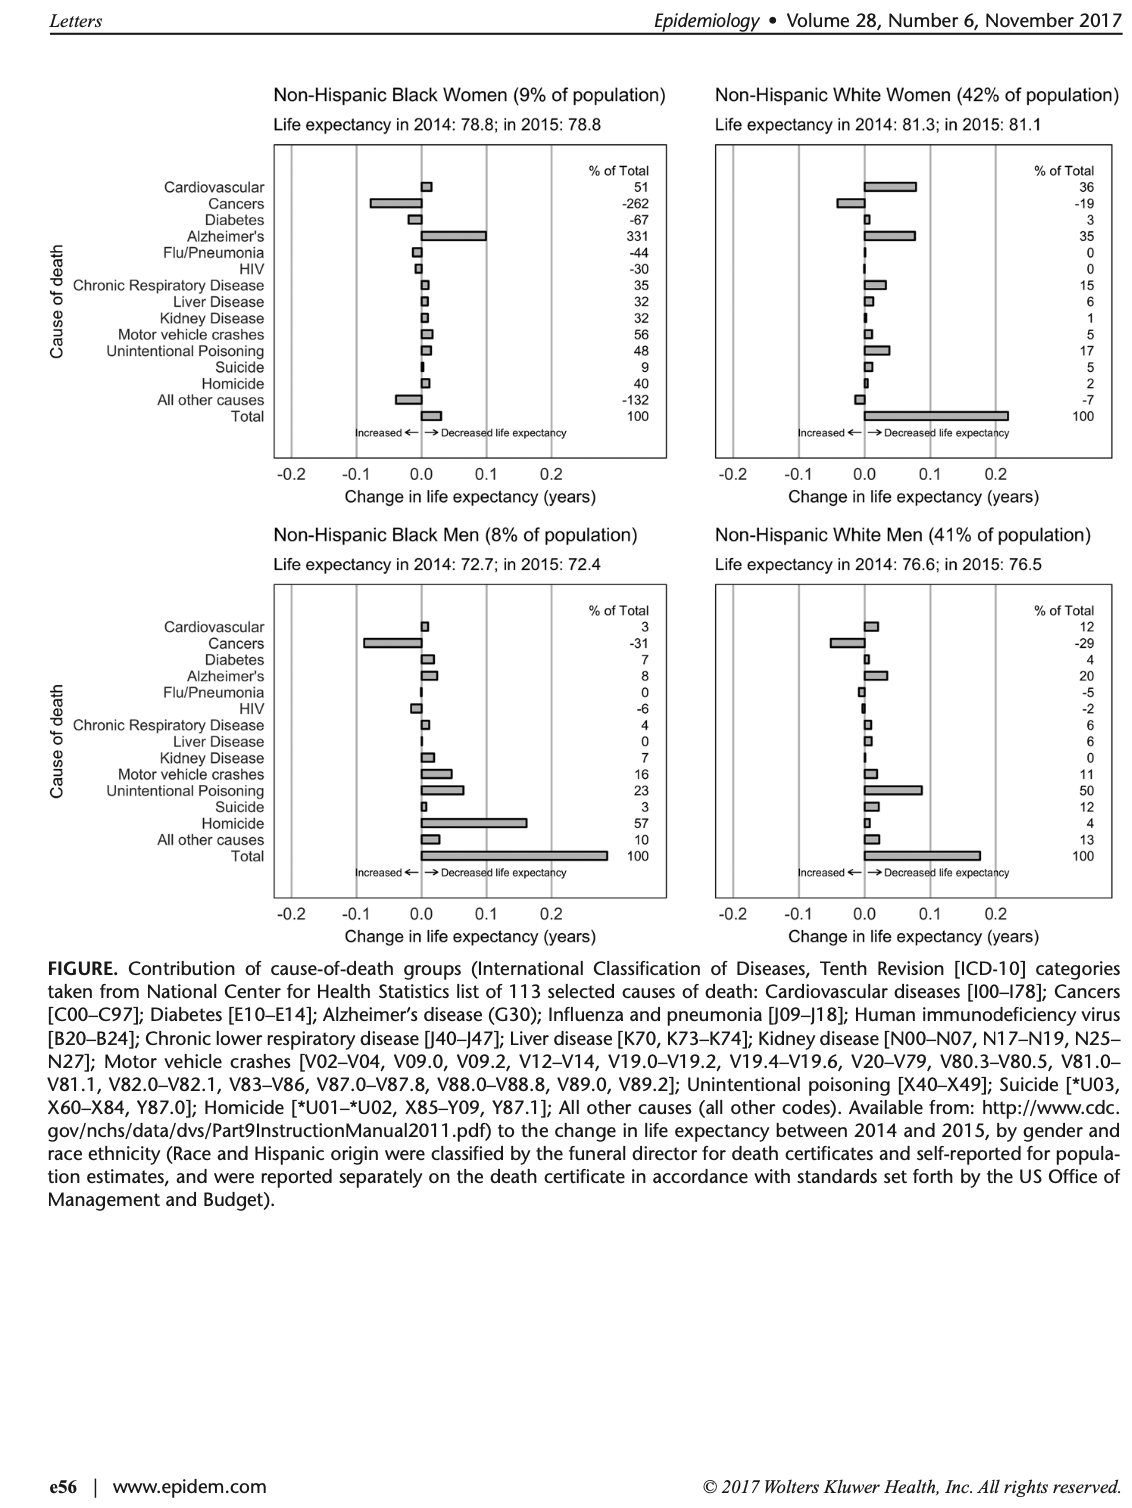 Letters
Epidemiology • Volume 28, Number 6, November 2017
Non-Hispanic Black Women (9% of population)
Life expectancy in 2014: 78.8; in 2015: 78.8
% of Total
Cardiovascular 51
Cancers -262
Diabetes -67
Alzheimer's 331
Flu/Pneumonia -44
HIV -30
Chronic Respiratory Disease 35
Liver Disease 32
Kidney Disease 32
Motor vehicle crashes 56
Unintentional Poisoning 48
Suicide 9
Homicide 40
All other causes -132
Total 100
Increased ← → Decreased life expectancy
Cause of death
-0.2 -0.1 0.0 0.1 0.2
Change in life expectancy (years)
Non-Hispanic White Women (42% of population)
Life expectancy in 2014: 81.3; in 2015: 81.1
% of Total
36
-19
3
35
0
0
15
6
1
5
17
5
2
-7
100
Increased ← → Decreased life expectancy
-0.2 -0.1 0.0 0.1 0.2
Change in life expectancy (years)
Non-Hispanic Black Men (8% of population)
Life expectancy in 2014: 72.7; in 2015: 72.4
% of Total
Cardiovascular 3
Cancers -31
Diabetes 7
Alzheimer's 8
Flu/Pneumonia 0
HIV -6
Chronic Respiratory Disease 4
Liver Disease 0
Kidney Disease 7
Motor vehicle crashes 16
Unintentional Poisoning 23
Suicide 3
Homicide 57
All other causes 10
Total 100
Increased ← → Decreased life expectancy
Cause of death
-0.2 -0.1 0.0 0.1 0.2
Change in life expectancy (years)
Non-Hispanic White Men (41% of population)
Life expectancy in 2014: 76.6; in 2015: 76.5
% of Total
12
-29
4
20
-5
-2
6
6
0
11
50
12
4
13
100
Increased ← → Decreased life expectancy
-0.2 -0.1 0.0 0.1 0.2
Change in life expectancy (years)
FIGURE. Contribution of cause-of-death groups (International Classification of Diseases, Tenth Revision [ICD-10] categories
taken from National Center for Health Statistics list of 113 selected causes of death: Cardiovascular diseases [I00–I78]; Cancers
[C00–C97]; Diabetes [E10–E14]; Alzheimer’s disease (G30); Influenza and pneumonia [J09–J18]; Human immunodeficiency virus
[B20–B24]; Chronic lower respiratory disease [J40–J47]; Liver disease [K70, K73–K74]; Kidney disease [N00–N07, N17–N19, N25–
N27]; Motor vehicle crashes [V02–V04, V09.0, V09.2, V12–V14, V19.0–V19.2, V19.4–V19.6, V20–V79, V80.3–V80.5, V81.0–
V81.1, V82.0–V82.1, V83–V86, V87.0–V87.8, V88.0–V88.8, V89.0, V89.2]; Unintentional poisoning [X40–X49]; Suicide [*U03,
X60–X84, Y87.0]; Homicide [*U01–*U02, X85–Y09, Y87.1]; All other causes (all other codes). Available from: http://www.cdc.
gov/nchs/data/dvs/Part9InstructionManual2011.pdf) to the change in life expectancy between 2014 and 2015, by gender and
race ethnicity (Race and Hispanic origin were classified by the funeral director for death certificates and self-reported for popula-
tion estimates, and were reported separately on the death certificate in accordance with standards set forth by the US Office of
Management and Budget).
e56 | www.epidem.com
© 2017 Wolters Kluwer Health, Inc. All rights reserved.